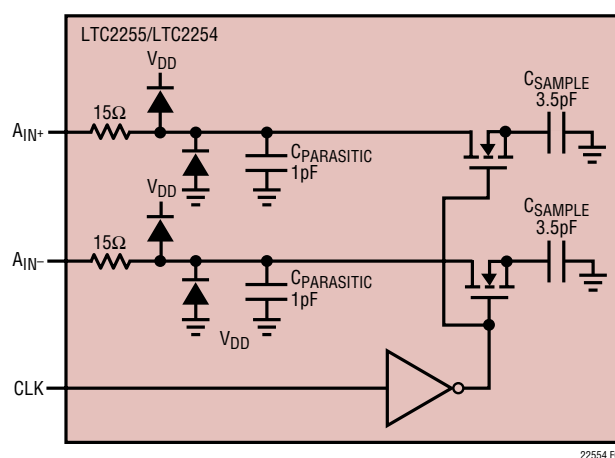 LTC2255/LTC2254
VDD
15Ω
AIN+
CSAMPLE
3.5pF
CPARASITIC
1pF
VDD
15Ω
AIN–
CSAMPLE
3.5pF
CPARASITIC
1pF
VDD
CLK